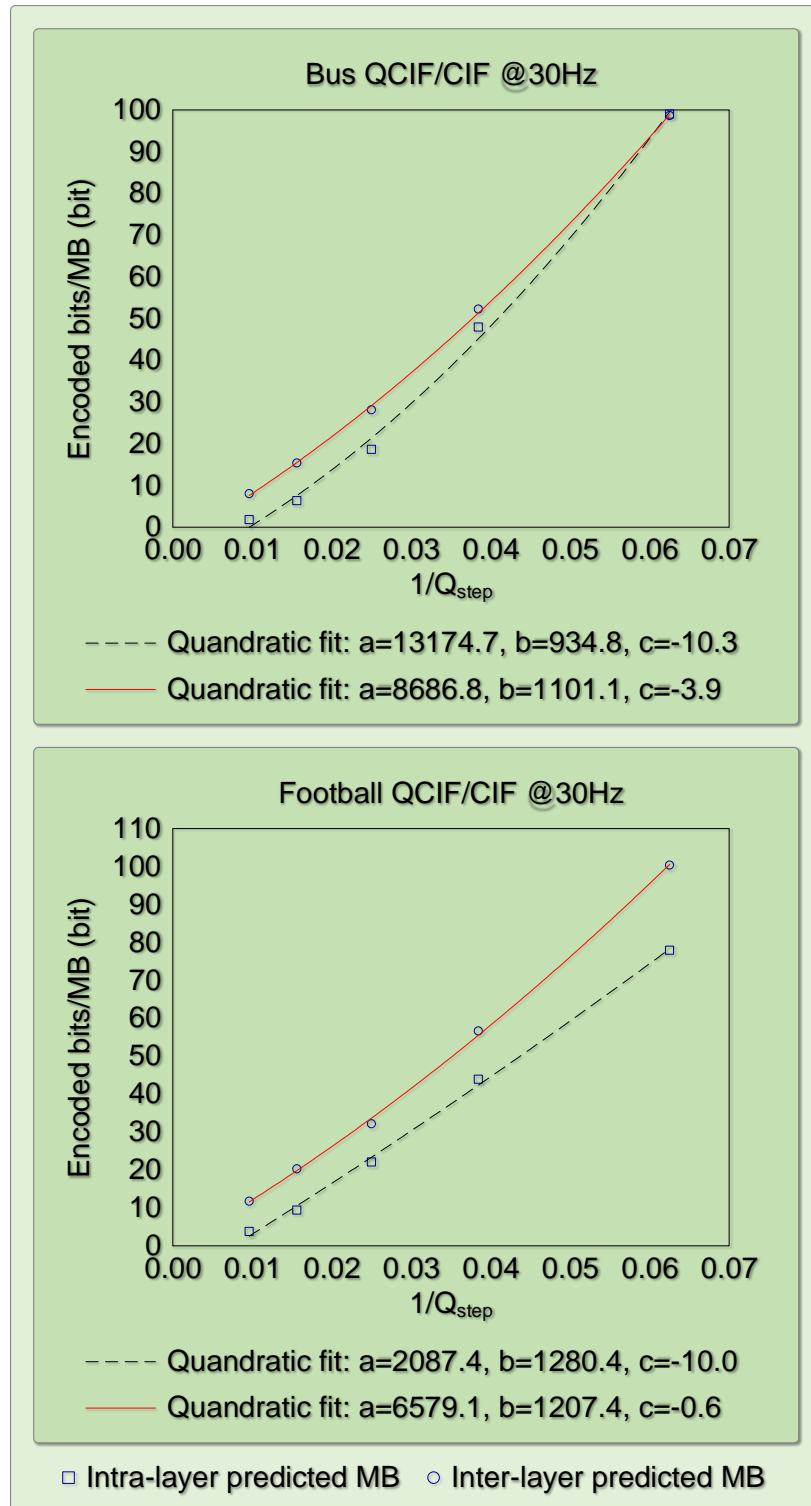 Bus QCIF/CIF @30Hz
Encoded bits/MB (bit)
100
90
80
70
60
50
40
30
20
10
0
0.00 0.01 0.02 0.03 0.04 0.05 0.06 0.07
1/Qstep
Quandratic fit: a=13174.7, b=934.8, c=-10.3
Quandratic fit: a=8686.8, b=1101.1, c=-3.9
Football QCIF/CIF @30Hz
Encoded bits/MB (bit)
110
100
90
80
70
60
50
40
30
20
10
0
0.00 0.01 0.02 0.03 0.04 0.05 0.06 0.07
1/Qstep
Quandratic fit: a=2087.4, b=1280.4, c=-10.0
Quandratic fit: a=6579.1, b=1207.4, c=-0.6
Intra-layer predicted MB Inter-layer predicted MB